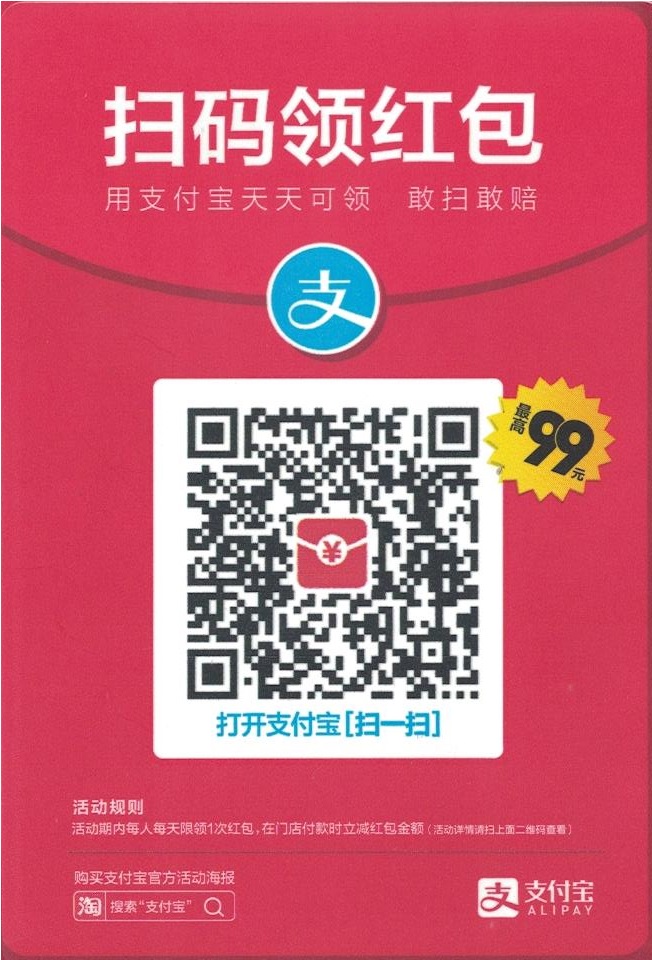 扫码领红包
用支付宝天天可领 敢扫敢赔
支
最高99元
¥
打开支付宝[扫一扫]
活动规则
活动期内每人每天限领1次红包,在门店付款时立减红包金额(活动详情请扫上面二维码查看)
购买支付宝官方活动海报
淘 搜索“支付宝”
支 支付宝
ALIPAY